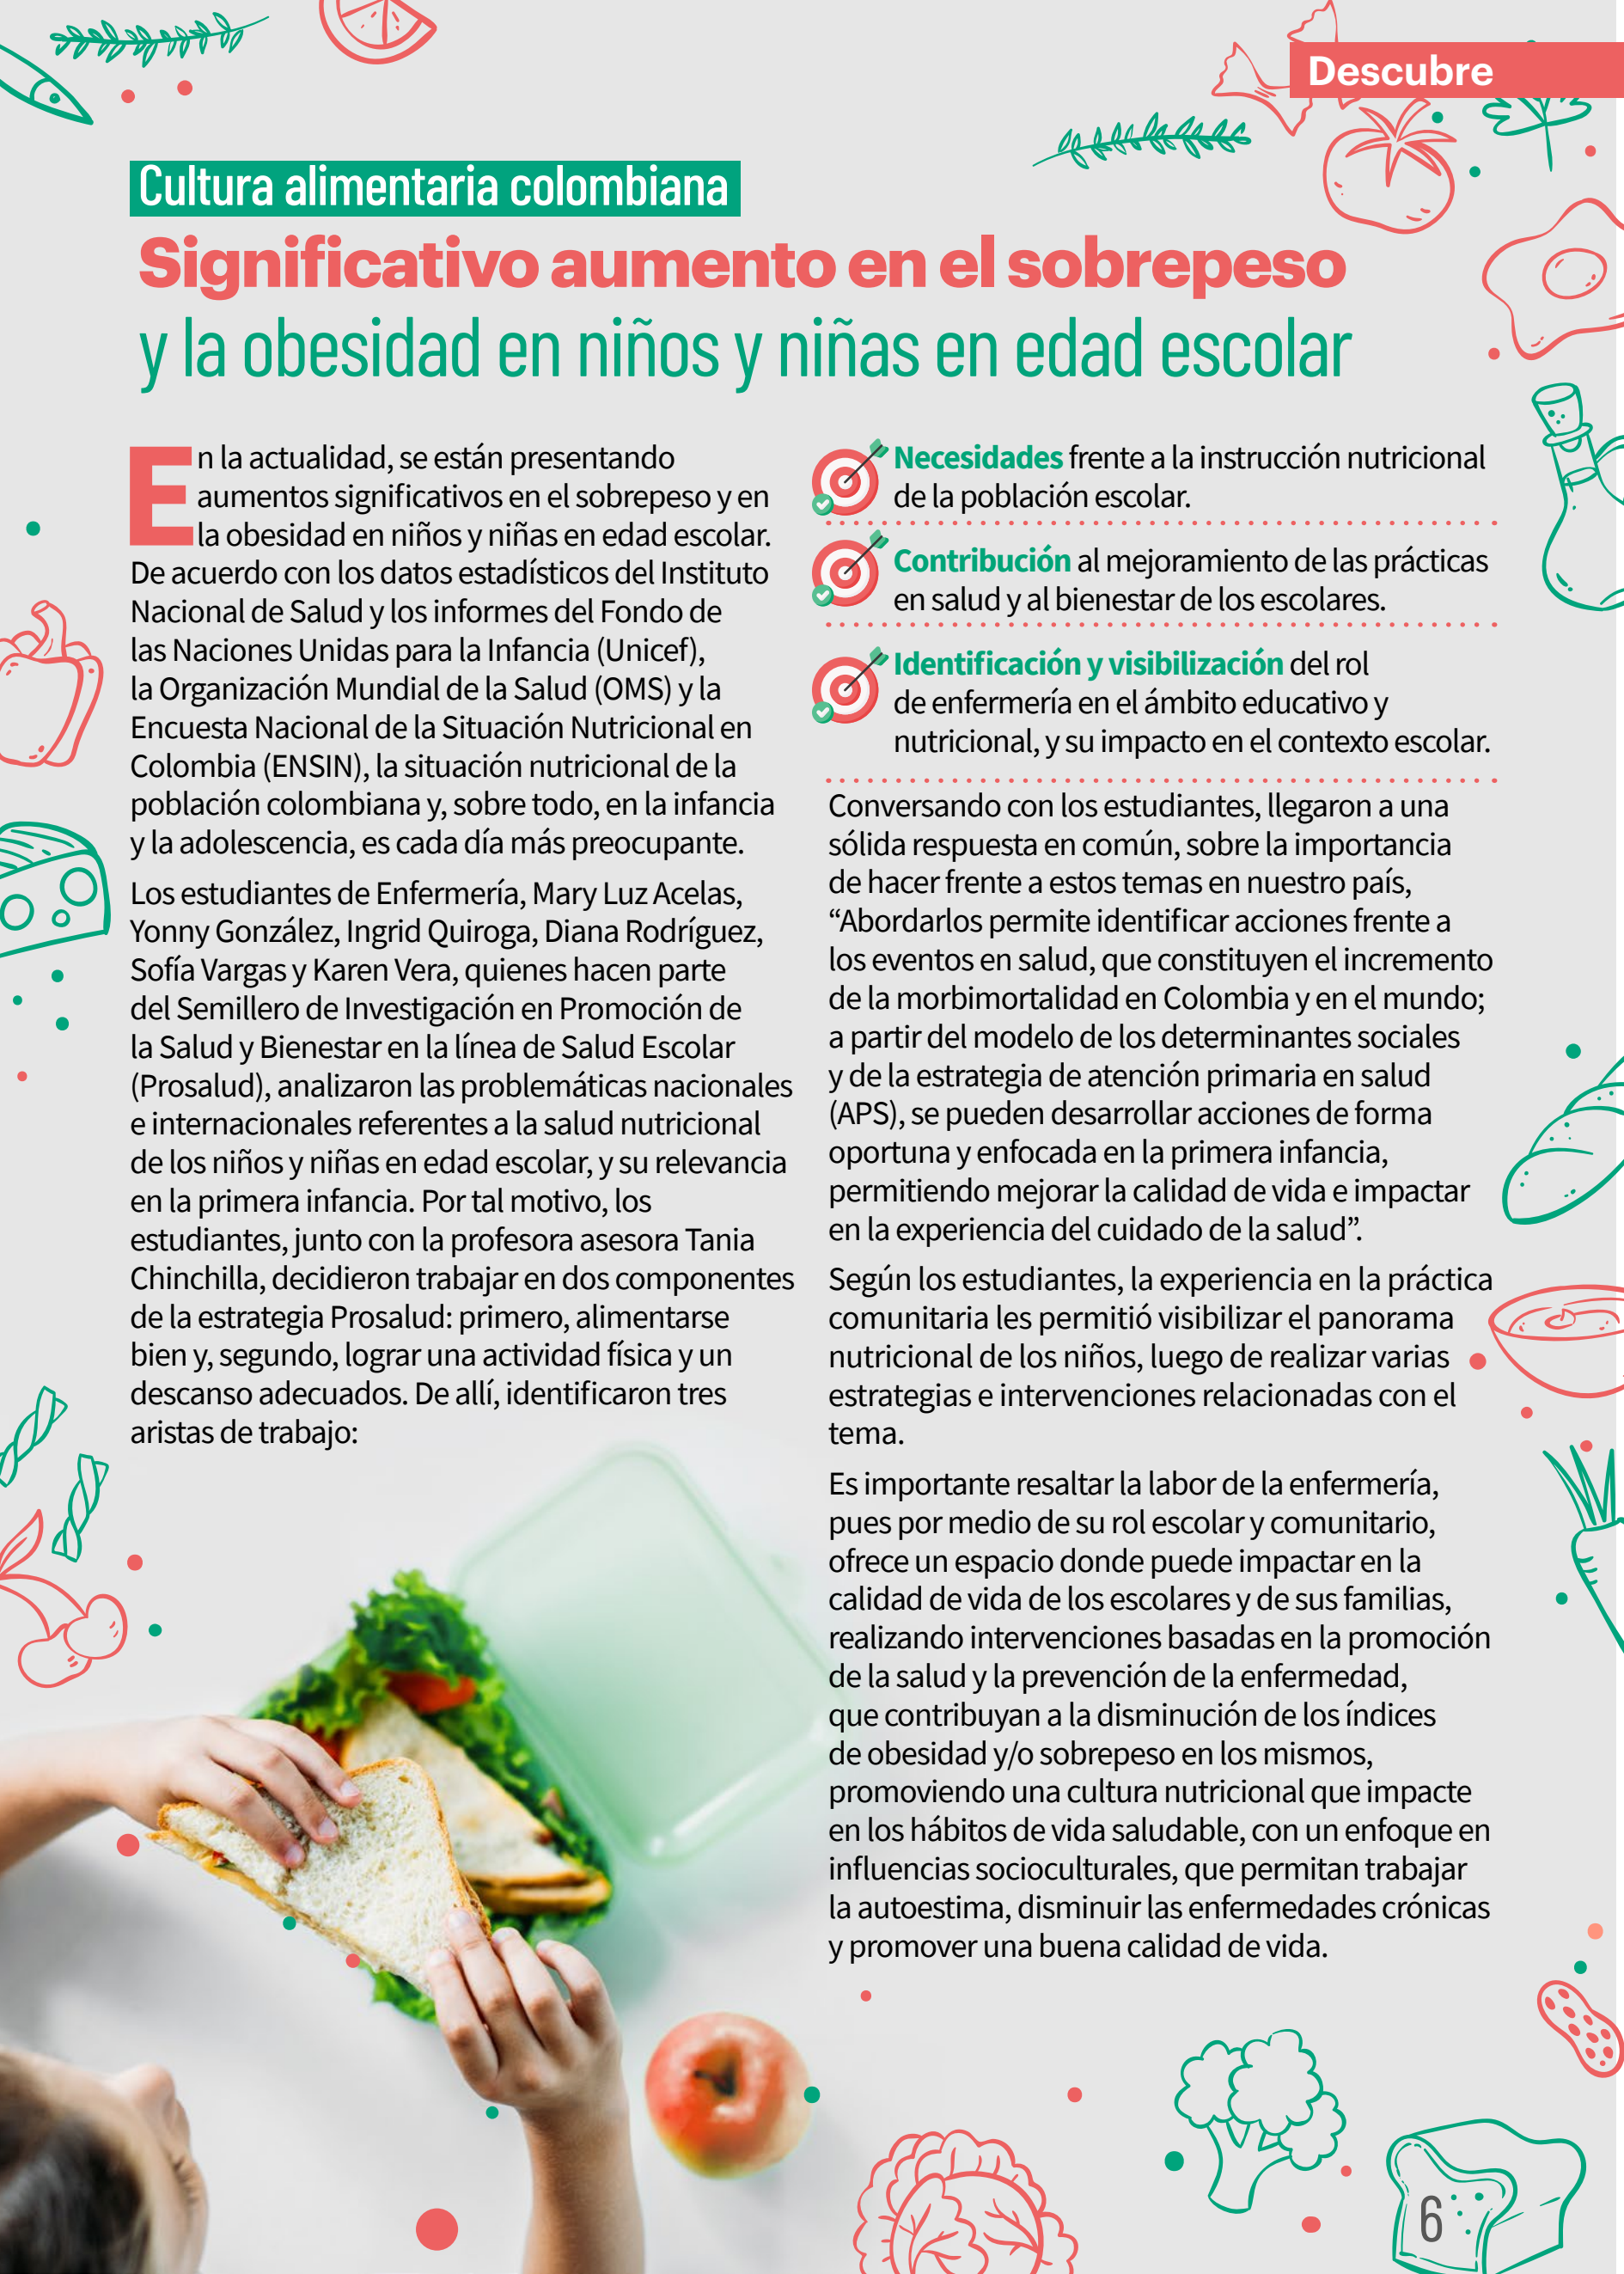 Descubre
Cultura alimentaria colombiana
Significativo aumento en el sobrepeso
y la obesidad en niños y niñas en edad escolar
En la actualidad, se están presentando
aumentos significativos en el sobrepeso y en
la obesidad en niños y niñas en edad escolar.
De acuerdo con los datos estadísticos del Instituto
Nacional de Salud y los informes del Fondo de
las Naciones Unidas para la Infancia (Unicef),
la Organización Mundial de la Salud (OMS) y la
Encuesta Nacional de la Situación Nutricional en
Colombia (ENSIN), la situación nutricional de la
población colombiana y, sobre todo, en la infancia
y la adolescencia, es cada día más preocupante.
Los estudiantes de Enfermería, Mary Luz Acelas,
Yonny González, Ingrid Quiroga, Diana Rodríguez,
Sofía Vargas y Karen Vera, quienes hacen parte
del Semillero de Investigación en Promoción de
la Salud y Bienestar en la línea de Salud Escolar
(Prosalud), analizaron las problemáticas nacionales
e internacionales referentes a la salud nutricional
de los niños y niñas en edad escolar, y su relevancia
en la primera infancia. Por tal motivo, los
estudiantes, junto con la profesora asesora Tania
Chinchilla, decidieron trabajar en dos componentes
de la estrategia Prosalud: primero, alimentarse
bien y, segundo, lograr una actividad física y un
descanso adecuados. De allí, identificaron tres
aristas de trabajo:
Necesidades frente a la instrucción nutricional
de la población escolar.
Contribución al mejoramiento de las prácticas
en salud y al bienestar de los escolares.
Identificación y visibilización del rol
de enfermería en el ámbito educativo y
nutricional, y su impacto en el contexto escolar.
Conversando con los estudiantes, llegaron a una
sólida respuesta en común, sobre la importancia
de hacer frente a estos temas en nuestro país,
“Abordarlos permite identificar acciones frente a
los eventos en salud, que constituyen el incremento
de la morbimortalidad en Colombia y en el mundo;
a partir del modelo de los determinantes sociales
y de la estrategia de atención primaria en salud
(APS), se pueden desarrollar acciones de forma
oportuna y enfocada en la primera infancia,
permitiendo mejorar la calidad de vida e impactar
en la experiencia del cuidado de la salud”.
Según los estudiantes, la experiencia en la práctica
comunitaria les permitió visibilizar el panorama
nutricional de los niños, luego de realizar varias
estrategias e intervenciones relacionadas con el
tema.
Es importante resaltar la labor de la enfermería,
pues por medio de su rol escolar y comunitario,
ofrece un espacio donde puede impactar en la
calidad de vida de los escolares y de sus familias,
realizando intervenciones basadas en la promoción
de la salud y la prevención de la enfermedad,
que contribuyan a la disminución de los índices
de obesidad y/o sobrepeso en los mismos,
promoviendo una cultura nutricional que impacte
en los hábitos de vida saludable, con un enfoque en
influencias socioculturales, que permitan trabajar
la autoestima, disminuir las enfermedades crónicas
y promover una buena calidad de vida.
6